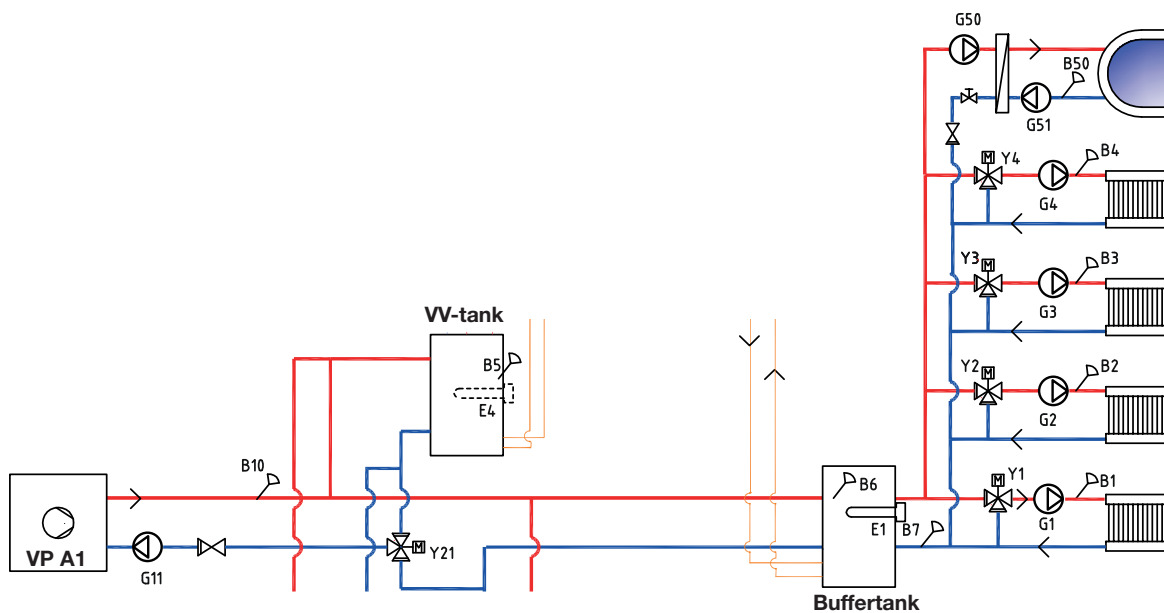 G50
B50
G51
Y4
B4
G4
Y3
B3
G3
VV-tank
B5
E4
Y2
B2
G2
B10
B6
M
Y1
B1
E1
B7
G1
VP A1
G11
M
Y21
Buffertank
M
M
M